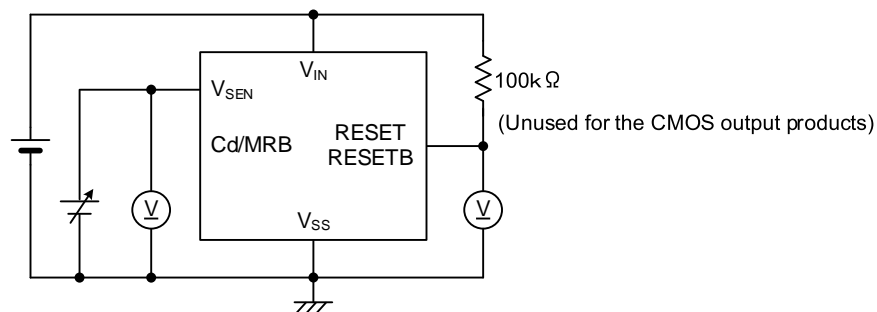 V_IN
V_SEN
100kΩ
(Unused for the CMOS output products)
Cd/MRB
RESET
RESETB
V
V
V_SS